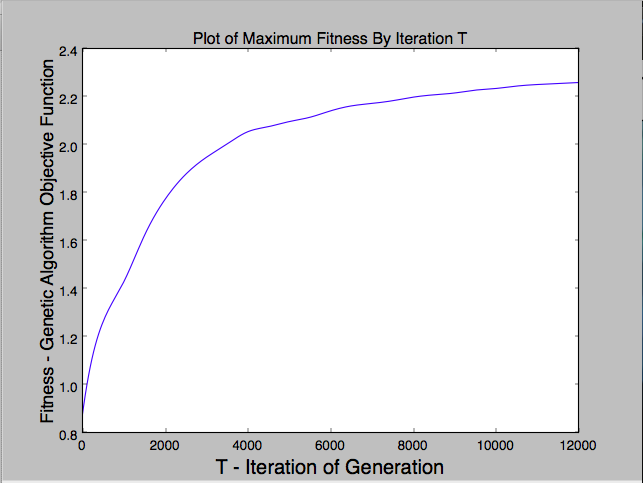 Plot of Maximum Fitness By Iteration T
Fitness - Genetic Algorithm Objective Function
2.4
2.2
2.0
1.8
1.6
1.4
1.2
1.0
0.8
0 2000 4000 6000 8000 10000 12000
T - Iteration of Generation